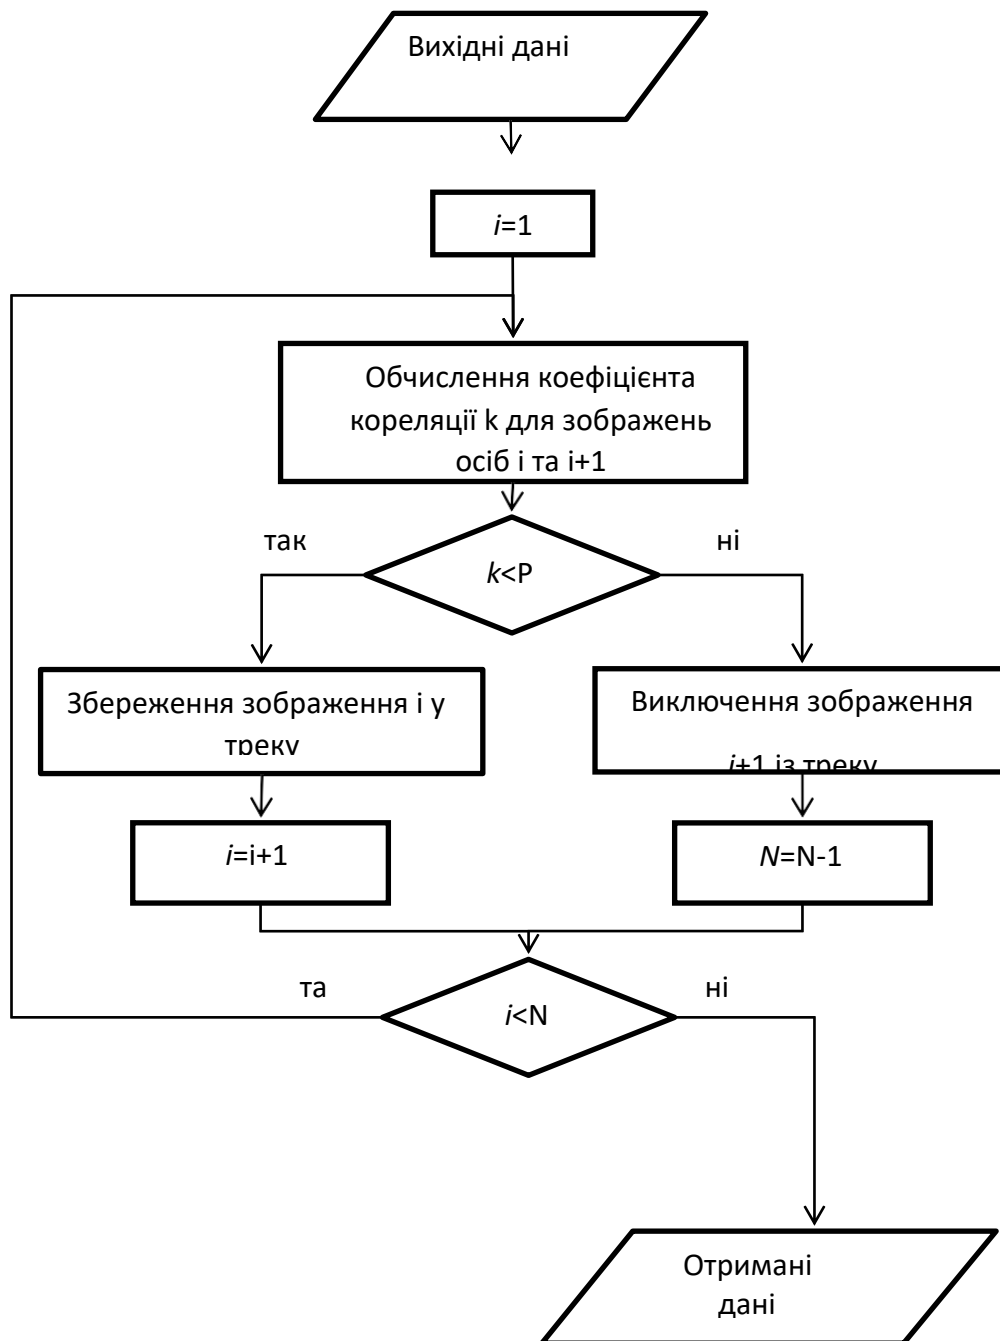 Вихідні дані
i=1
Обчислення коефіцієнта
кореляції k для зображень
осіб і та і+1
так
ні
k<P
Збереження зображення і у
треку
Виключення зображення
i+1 із треку
i=i+1
N=N-1
та
ні
i<N
Отримані
дані